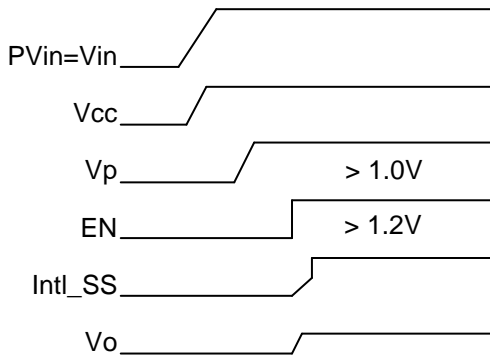 PVin=Vin
Vcc
Vp
> 1.0V
EN
> 1.2V
Intl_SS
Vo